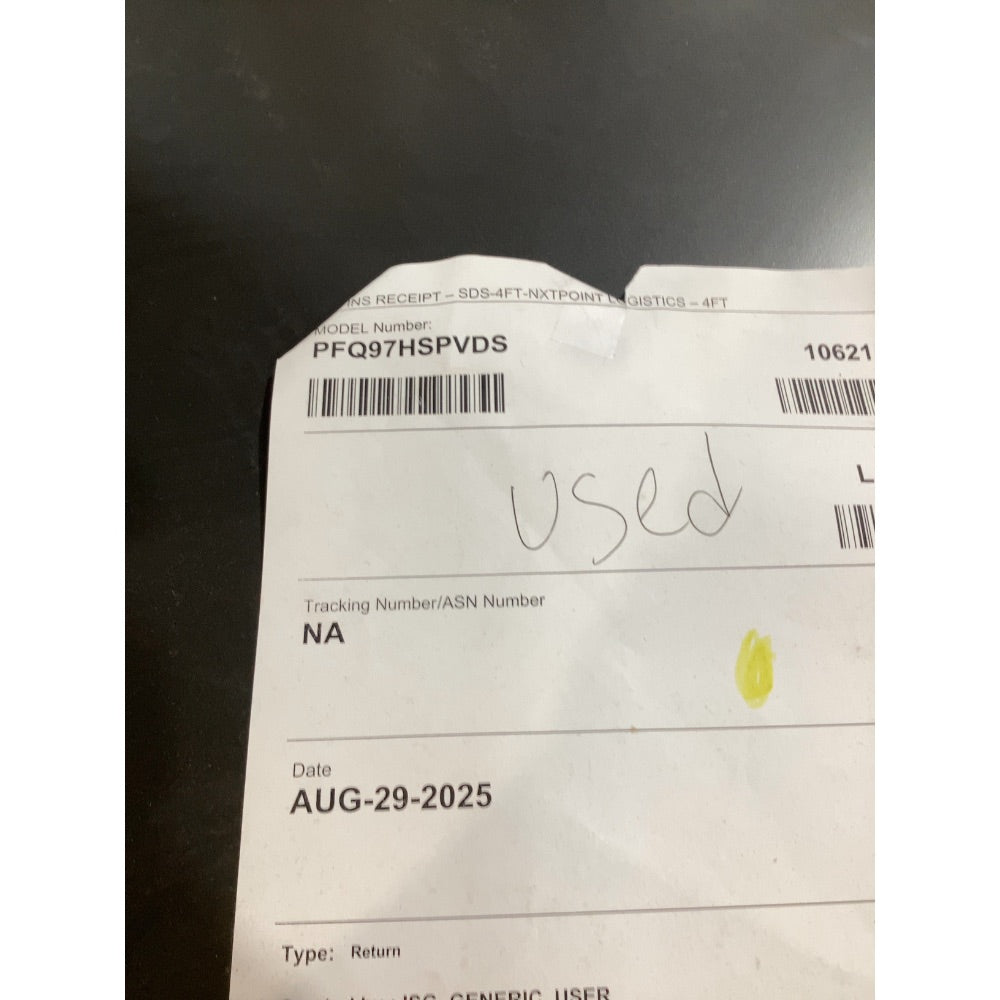 INS RECEIPT – SDS-4FT-NXTPOINT LOGISTICS – 4FT
MODEL Number:
PFQ97HSPVDS
10621
used
L
Tracking Number/ASN Number
NA
Date
AUG-29-2025
Type: Return
GENERIC_USER